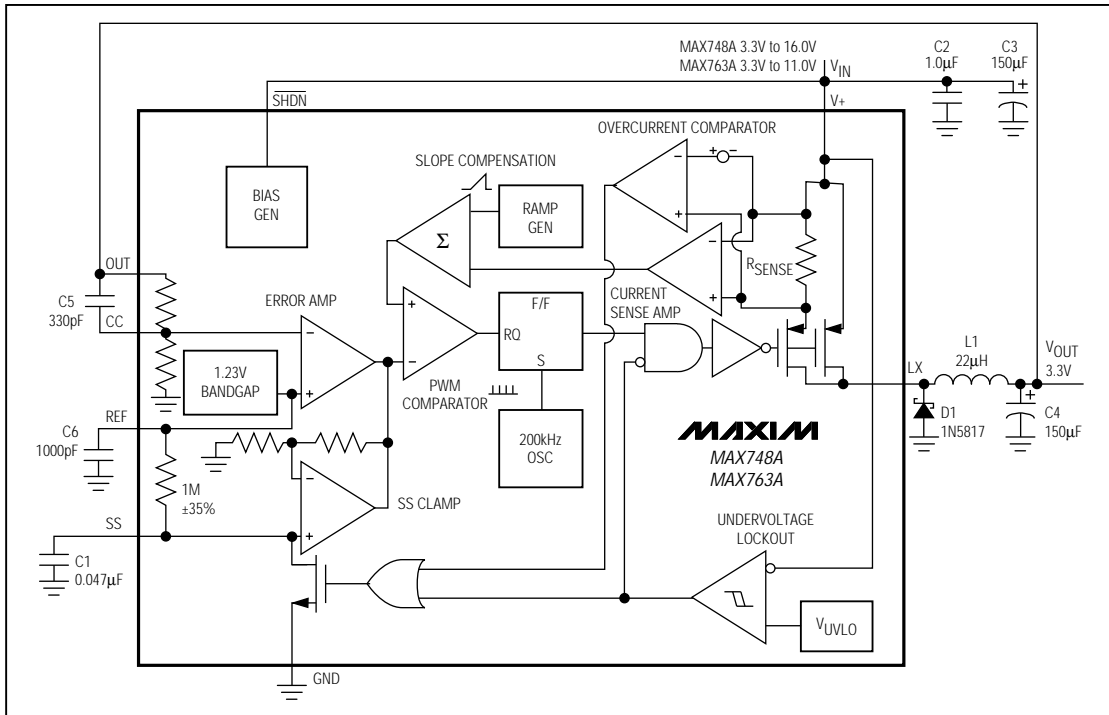 MAX748A 3.3V to 16.0V
MAX763A 3.3V to 11.0V
VIN
C2
1.0µF
C3
150µF
+
SHDN
V+
OVERCURRENT COMPARATOR
SLOPE COMPENSATION
BIAS
GEN
RAMP
GEN
Σ
+ −
−
+
−
+
RSENSE
OUT
C5
330pF
CC
ERROR AMP
−
+
1.23V
BANDGAP
+
−
PWM
COMPARATOR
F/F
RQ
S
CURRENT
SENSE AMP
L1
22µH
VOUT
3.3V
LX
D1
1N5817
+
C4
150µF
REF
C6
1000pF
200kHz
OSC
MAXIM
MAX748A
MAX763A
1M
±35%
−
+
SS CLAMP
SS
C1
0.047µF
UNDERVOLTAGE
LOCKOUT
VUVLO
GND